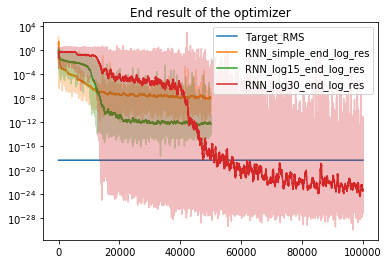 End result of the optimizer
10^4
10^0
10^-4
10^-8
10^-12
10^-16
10^-20
10^-24
10^-28
Target_RMS
RNN_simple_end_log_res
RNN_log15_end_log_res
RNN_log30_end_log_res
0 20000 40000 60000 80000 100000